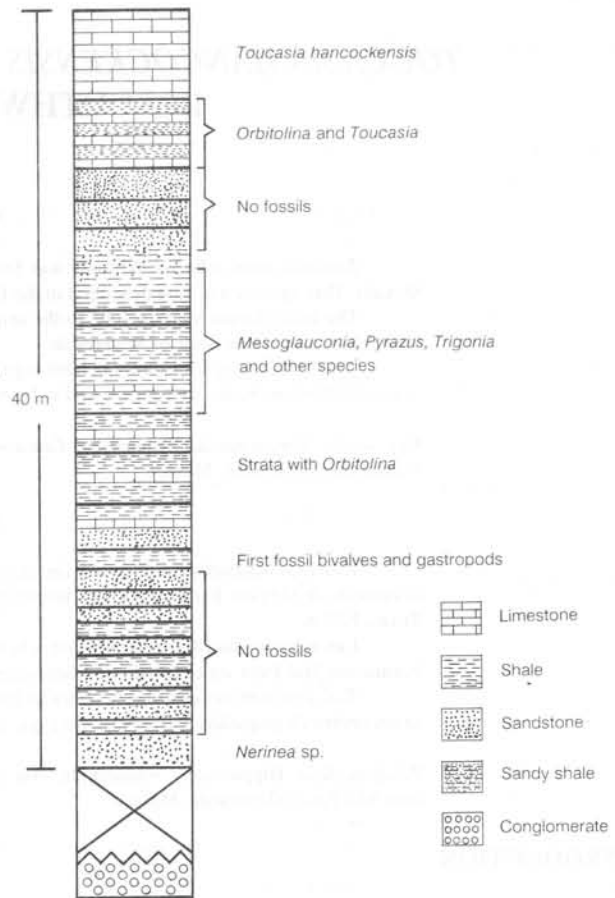 Toucasia hancockensis
Orbitolina and Toucasia
No fossils
Mesoglauconia, Pyrazus, Trigonia
and other species
40 m
Strata with Orbitolina
First fossil bivalves and gastropods
No fossils
Nerinea sp.
Limestone
Shale
Sandstone
Sandy shale
Conglomerate